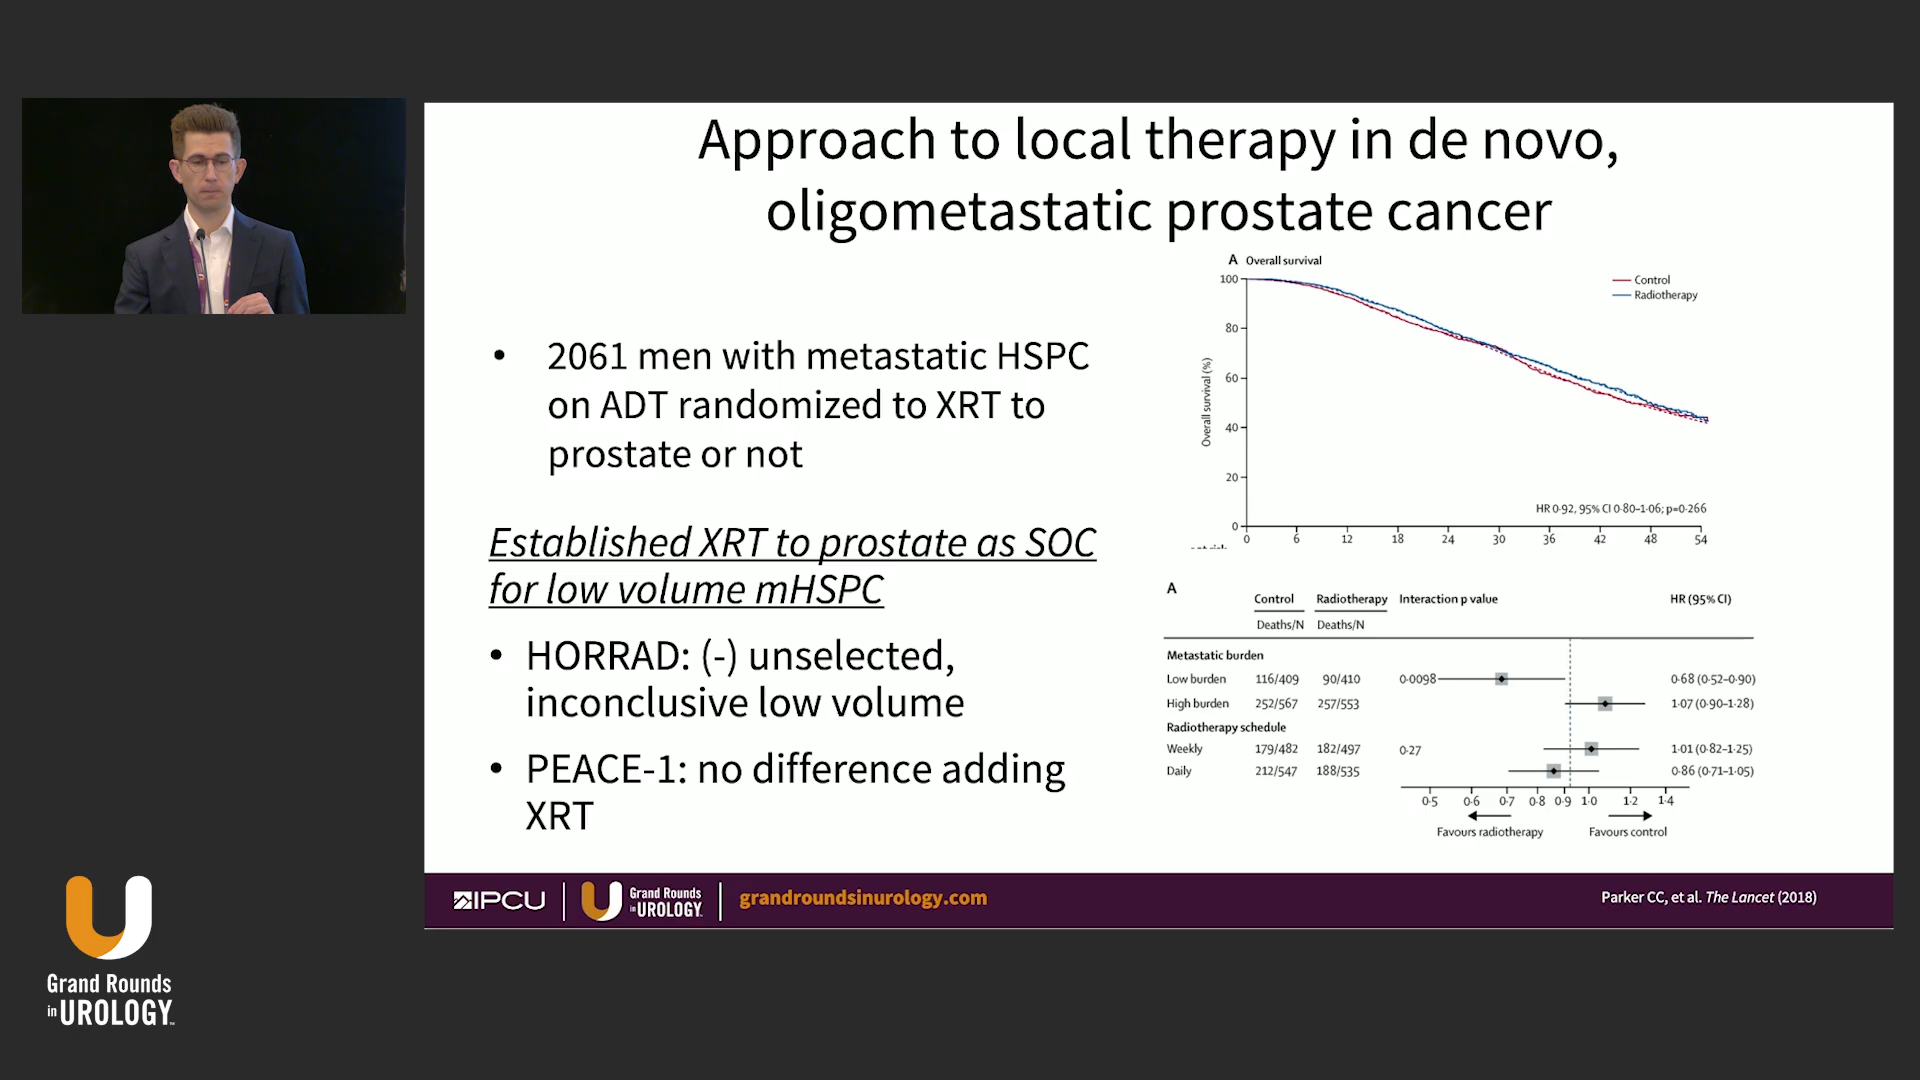 Approach to local therapy in de novo,
oligometastatic prostate cancer
• 2061 men with metastatic HSPC
on ADT randomized to XRT to
prostate or not
Established XRT to prostate as SOC
for low volume mHSPC
• HORRAD: (-) unselected,
inconclusive low volume
• PEACE-1: no difference adding
XRT
A Overall survival
Control
Radiotherapy
Overall survival (%)
100
80
60
40
20
0
HR 0·92, 95% CI 0·80–1·06; p=0·266
0 6 12 18 24 30 36 42 48 54
A
Control Radiotherapy Interaction p value HR (95% CI)
Deaths/N Deaths/N
Metastatic burden
Low burden 116/409 90/410 0·0098 0·68 (0·52–0·90)
High burden 252/567 257/553 1·07 (0·90–1·28)
Radiotherapy schedule
Weekly 179/482 182/497 0·27 1·01 (0·82–1·25)
Daily 212/547 188/535 0·86 (0·71–1·05)
0·5 0·6 0·7 0·8 0·9 1·0 1·2 1·4
Favours radiotherapy Favours control
IPCU
Grand Rounds
in UROLOGY
grandroundsinurology.com
Parker CC, et al. The Lancet (2018)
Grand Rounds
in UROLOGY